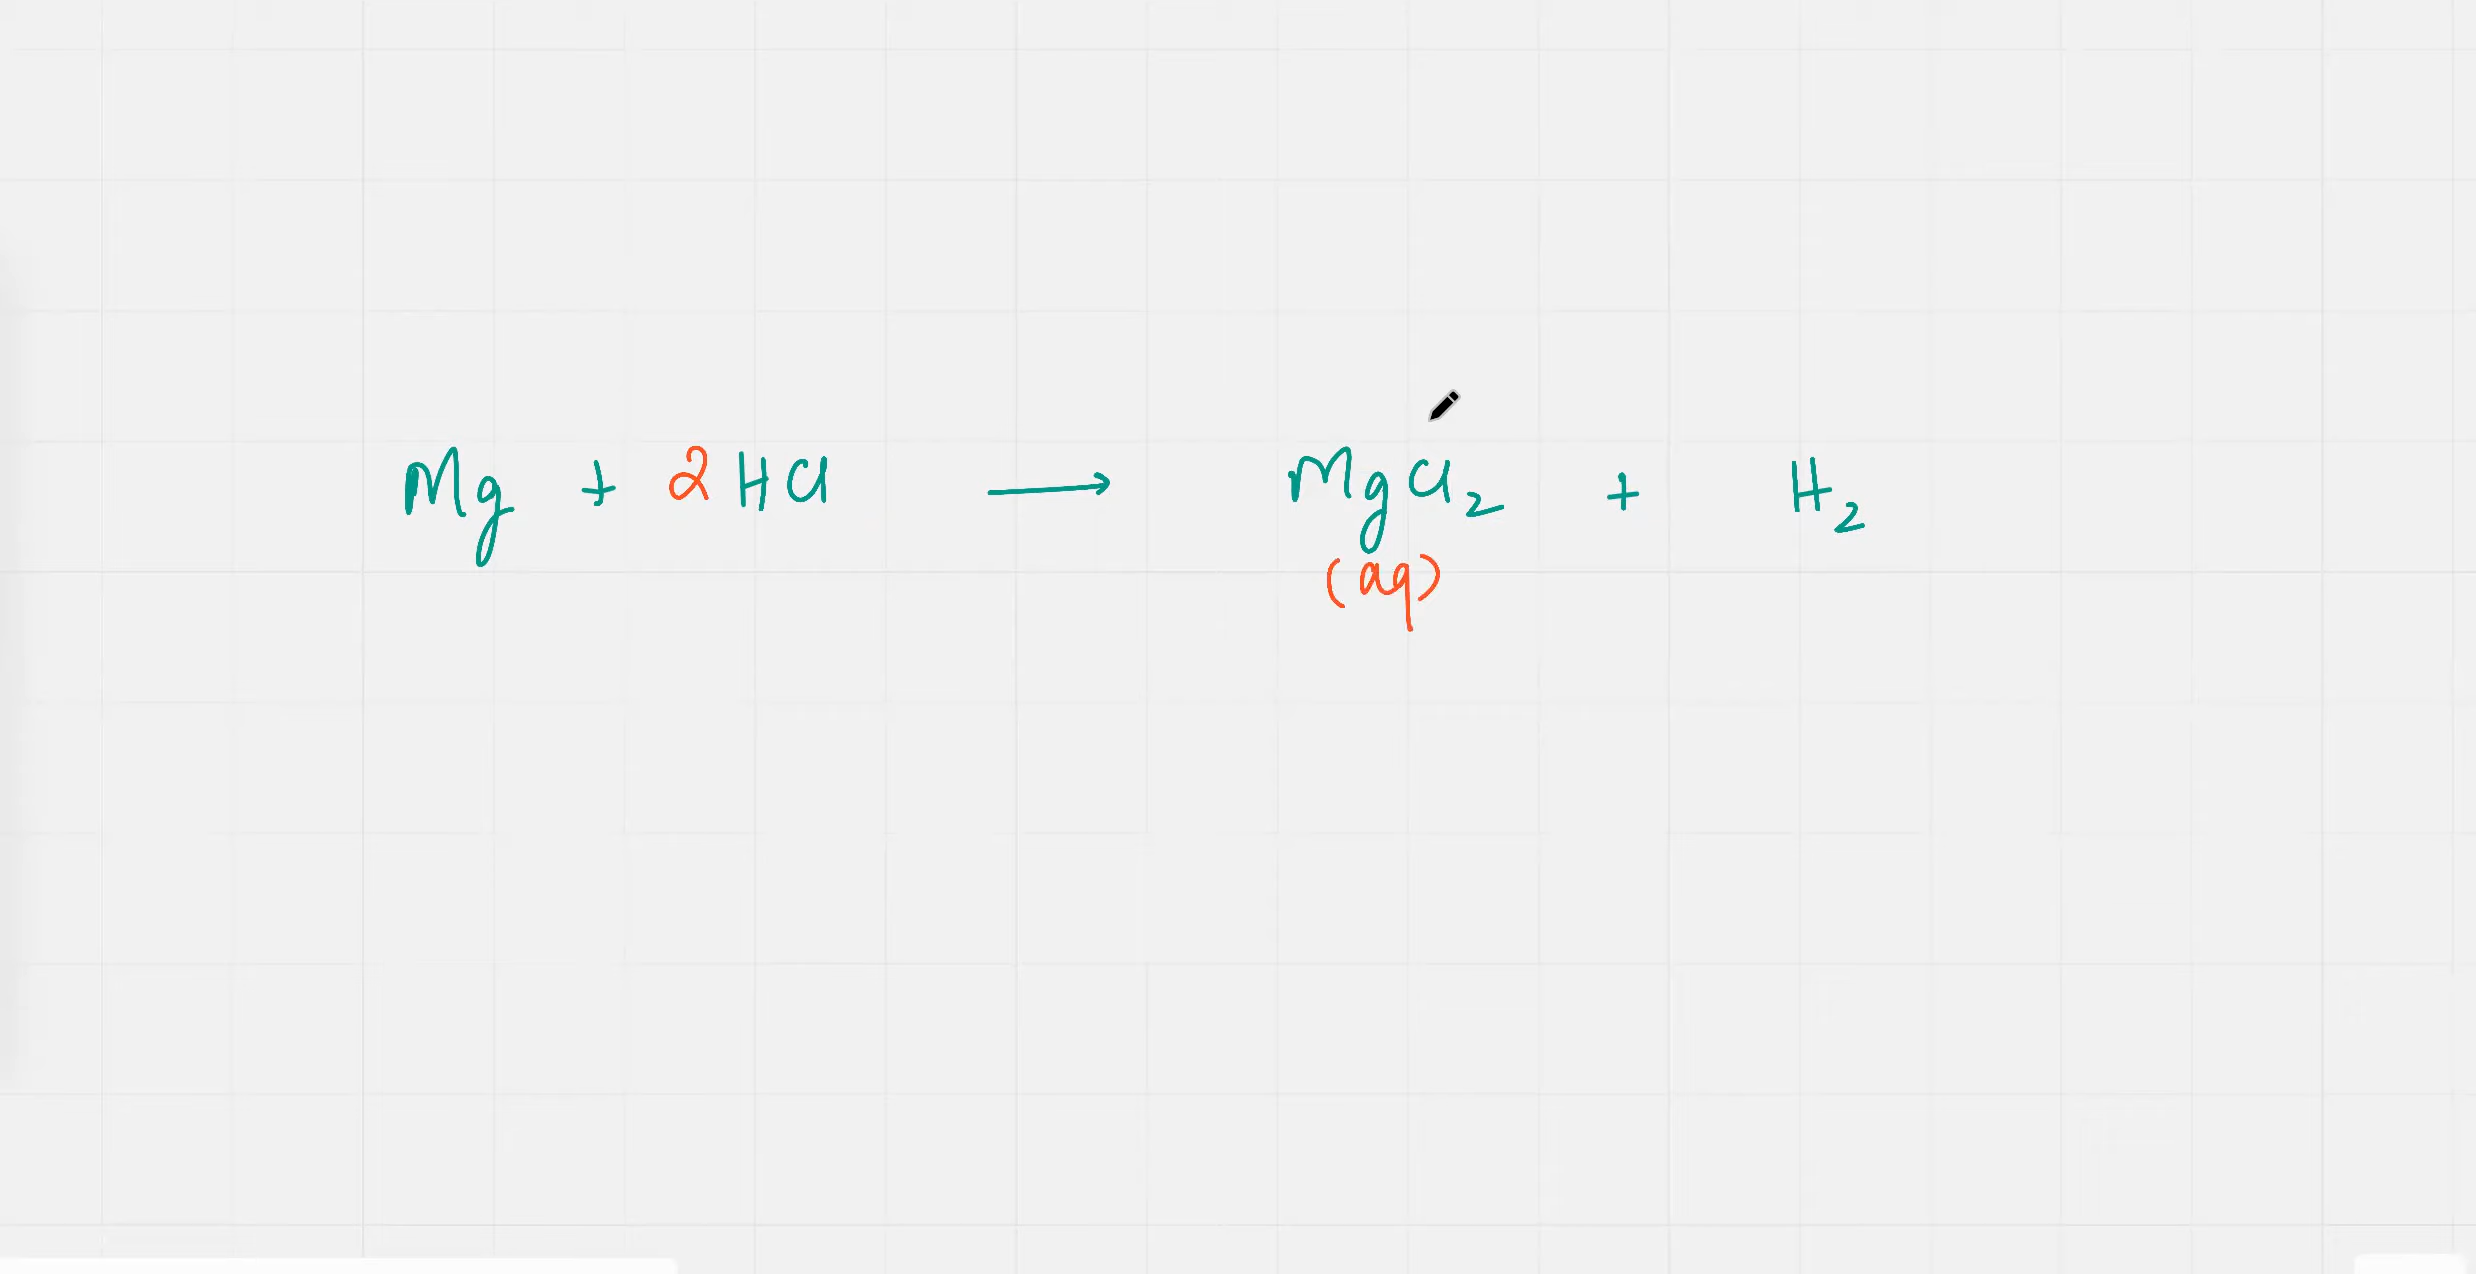 Mg + 2HCl ⟶ MgCl₂ + H₂
(aq)